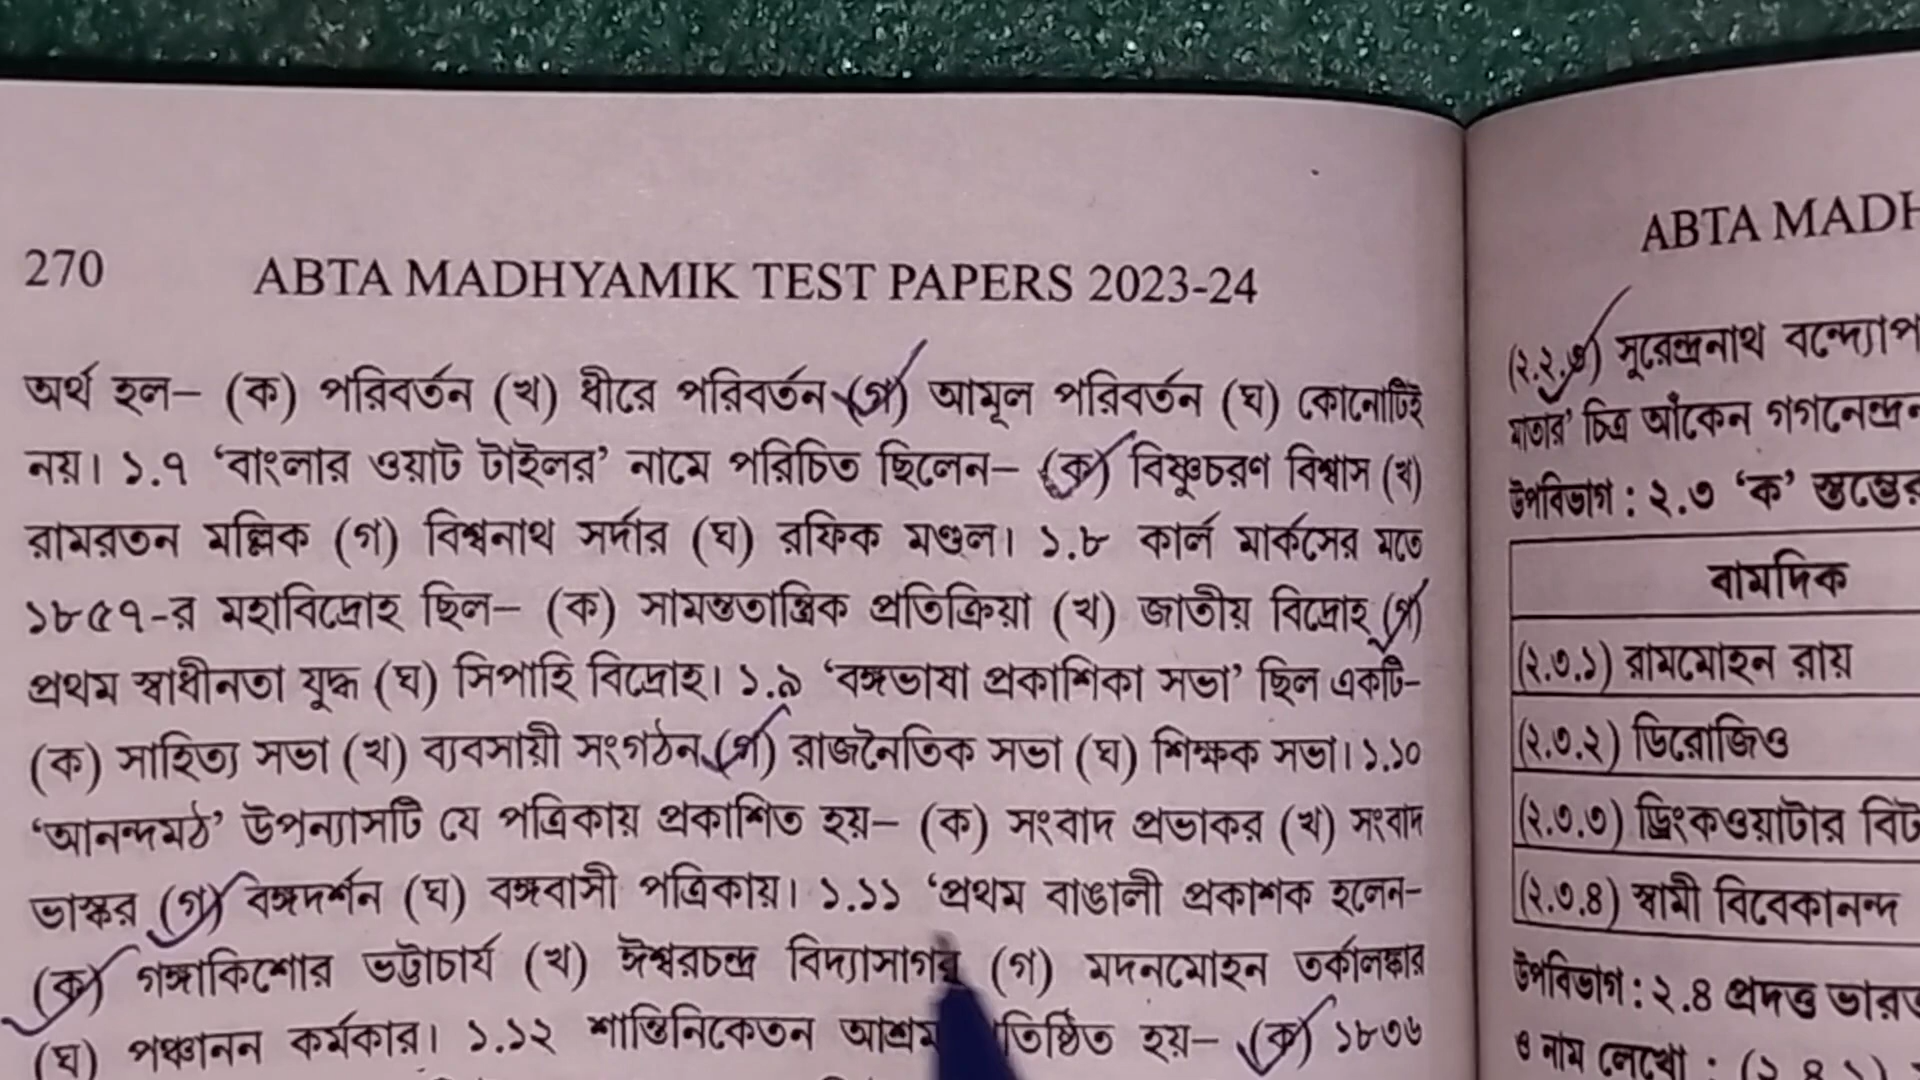 270 ABTA MADHYAMIK TEST PAPERS 2023-24
অর্থ হল– (ক) পরিবর্তন (খ) ধীরে পরিবর্তন (গ) আমূল পরিবর্তন (ঘ) কোনোটিই
নয়। ১.৭ ‘বাংলার ওয়াট টাইলর’ নামে পরিচিত ছিলেন– (ক) বিষ্ণুচরণ বিশ্বাস (খ)
রামরতন মল্লিক (গ) বিশ্বনাথ সর্দার (ঘ) রফিক মণ্ডল। ১.৮ কার্ল মার্কসের মতে
১৮৫৭-র মহাবিদ্রোহ ছিল– (ক) সামন্ততান্ত্রিক প্রতিক্রিয়া (খ) জাতীয় বিদ্রোহ (গ)
প্রথম স্বাধীনতা যুদ্ধ (ঘ) সিপাহি বিদ্রোহ। ১.৯ ‘বঙ্গভাষা প্রকাশিকা সভা’ ছিল একটি–
(ক) সাহিত্য সভা (খ) ব্যবসায়ী সংগঠন (গ) রাজনৈতিক সভা (ঘ) শিক্ষক সভা। ১.১০
‘আনন্দমঠ’ উপন্যাসটি যে পত্রিকায় প্রকাশিত হয়– (ক) সংবাদ প্রভাকর (খ) সংবাদ
ভাস্কর (গ) বঙ্গদর্শন (ঘ) বঙ্গবাসী পত্রিকায়। ১.১১ ‘প্রথম বাঙালী প্রকাশক হলেন–
(ক) গঙ্গাকিশোর ভট্টাচার্য (খ) ঈশ্বরচন্দ্র বিদ্যাসাগর (গ) মদনমোহন তর্কালঙ্কার
(ঘ) পঞ্চানন কর্মকার। ১.১২ শান্তিনিকেতন আশ্রম হয়– (ক) ১৮৩৬
ABTA
(২.২.৩) সুরেন্দ্রনাথ
মাতার’ চিত্র আঁকেন
উপবিভাগ : ২.৩ ‘ক’
বামদিক
(২.৩.১) রামমোহন রায়
(২.৩.২) ডিরোজিও
(২.৩.৩) ড্রিংকওয়াটার
(২.৩.৪) স্বামী বিবেকানন্দ
উপবিভাগ : ২.৪ প্রদত্ত
ও নাম লেখো :